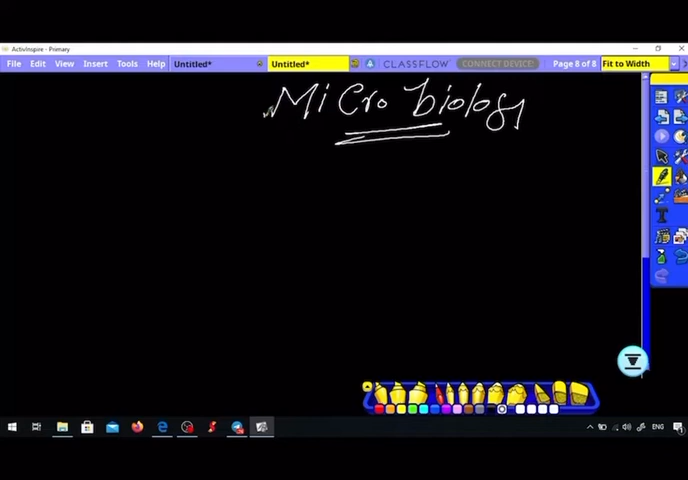 ActivInspire - Primary
File Edit View Insert Tools Help Untitled* Untitled* CLASSFLOW CONNECT DEVICE Page 8 of 8 Fit to Width
Micro biology
T
ENG